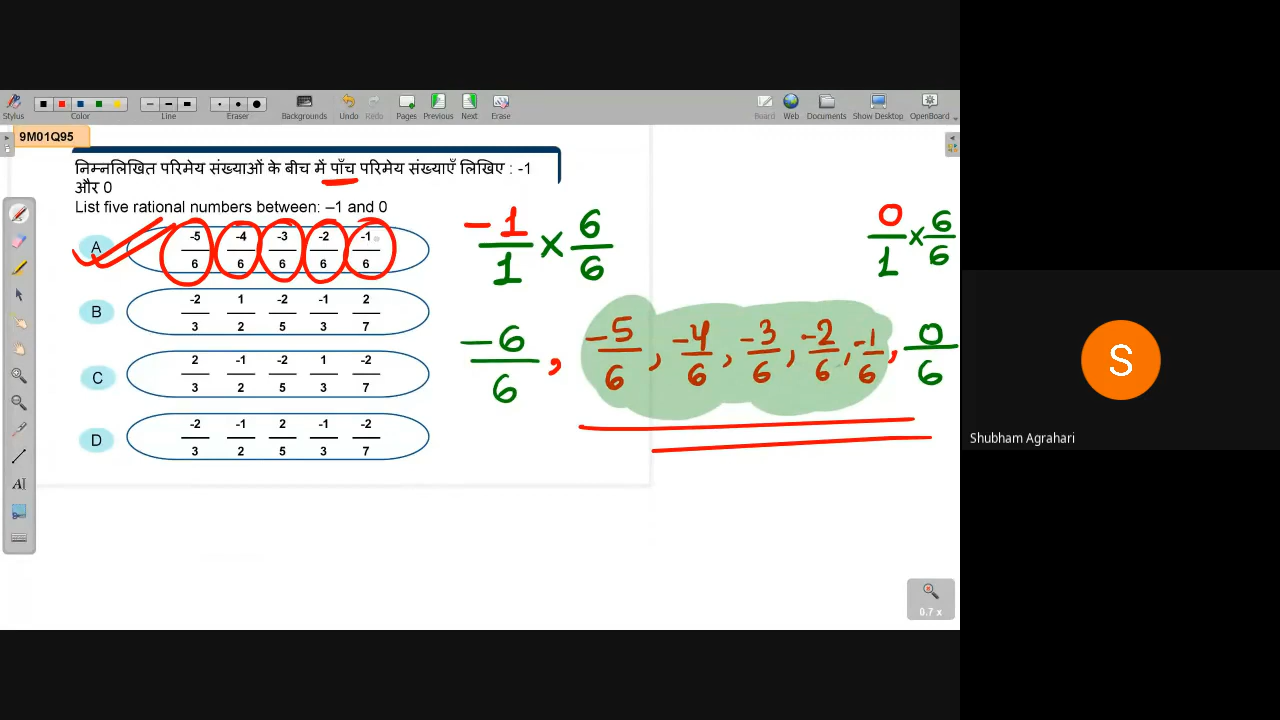 Stylus Color Line Eraser Backgrounds Undo Redo Pages Previous Next Erase Board Web Documents Show Desktop OpenBoard
9M01Q95
निम्नलिखित परिमेय संख्याओं के बीच में पाँच परिमेय संख्याएँ लिखिए : -1
और 0
List five rational numbers between: –1 and 0
A -5/6 -4/6 -3/6 -2/6 -1/6
B -2/3 1/2 -2/5 -1/3 2/7
C 2/3 -1/2 -2/5 1/3 -2/7
D -2/3 -1/2 2/5 -1/3 -2/7
-1/1 × 6/6
0/1 × 6/6
-6/6 , -5/6 , -4/6 , -3/6 , -2/6 , -1/6 , 0/6
AI
0.7 x
S
Shubham Agrahari